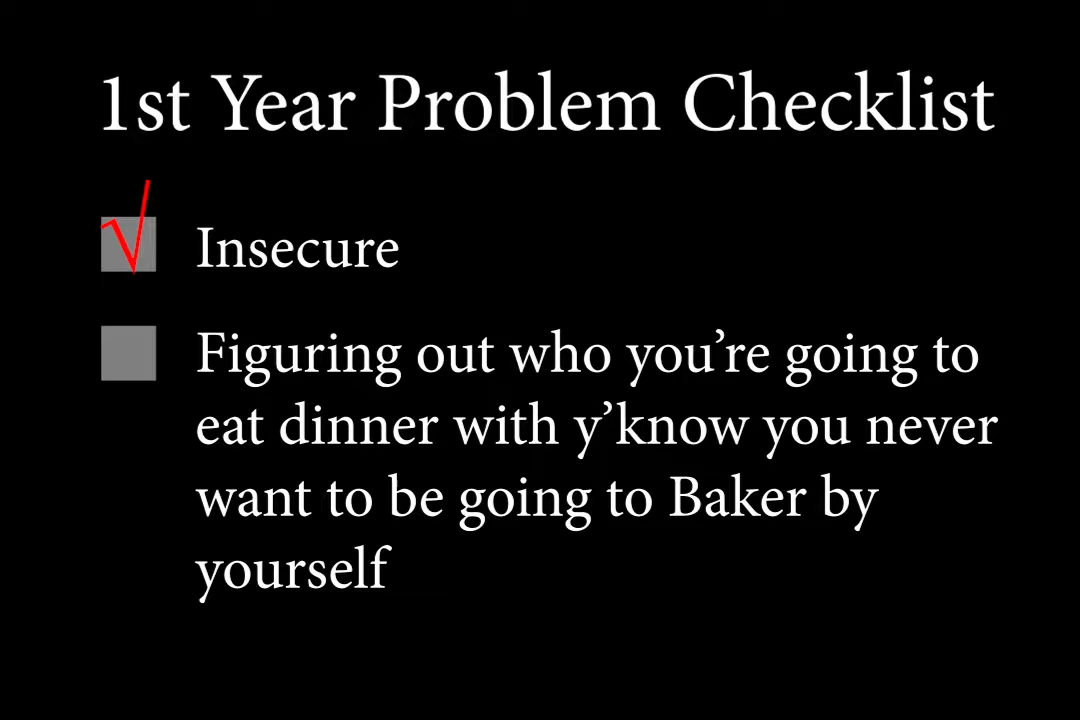 1st Year Problem Checklist
Insecure
Figuring out who you’re going to
eat dinner with y’know you never
want to be going to Baker by
yourself